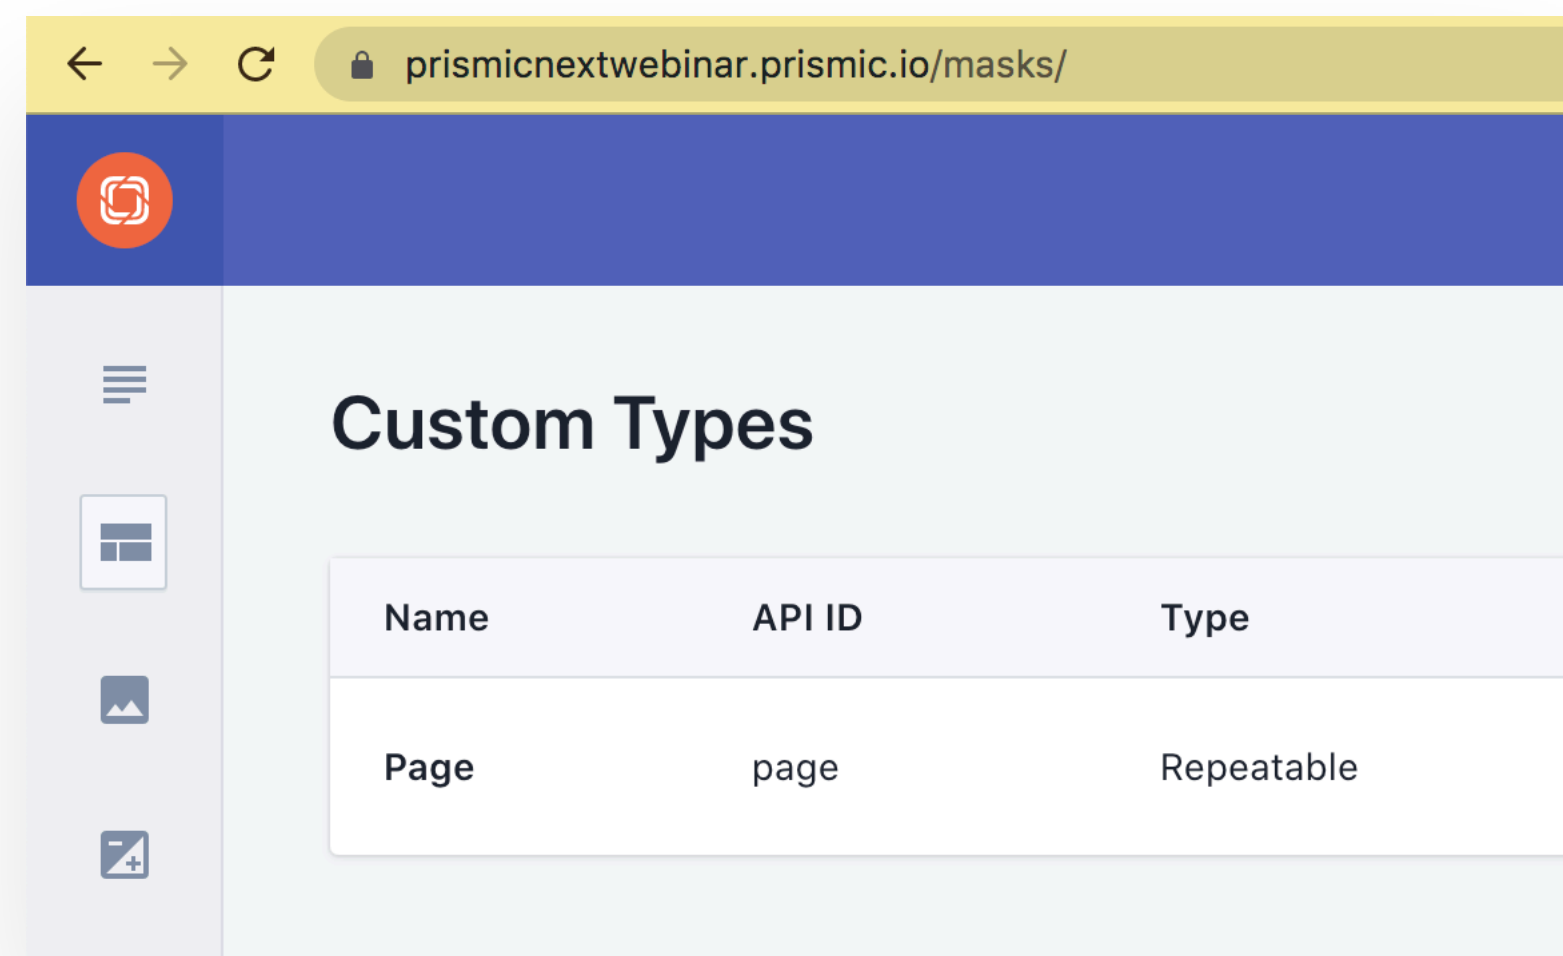 prismicnextwebinar.prismic.io/masks/
Custom Types
Name API ID Type
Page page Repeatable